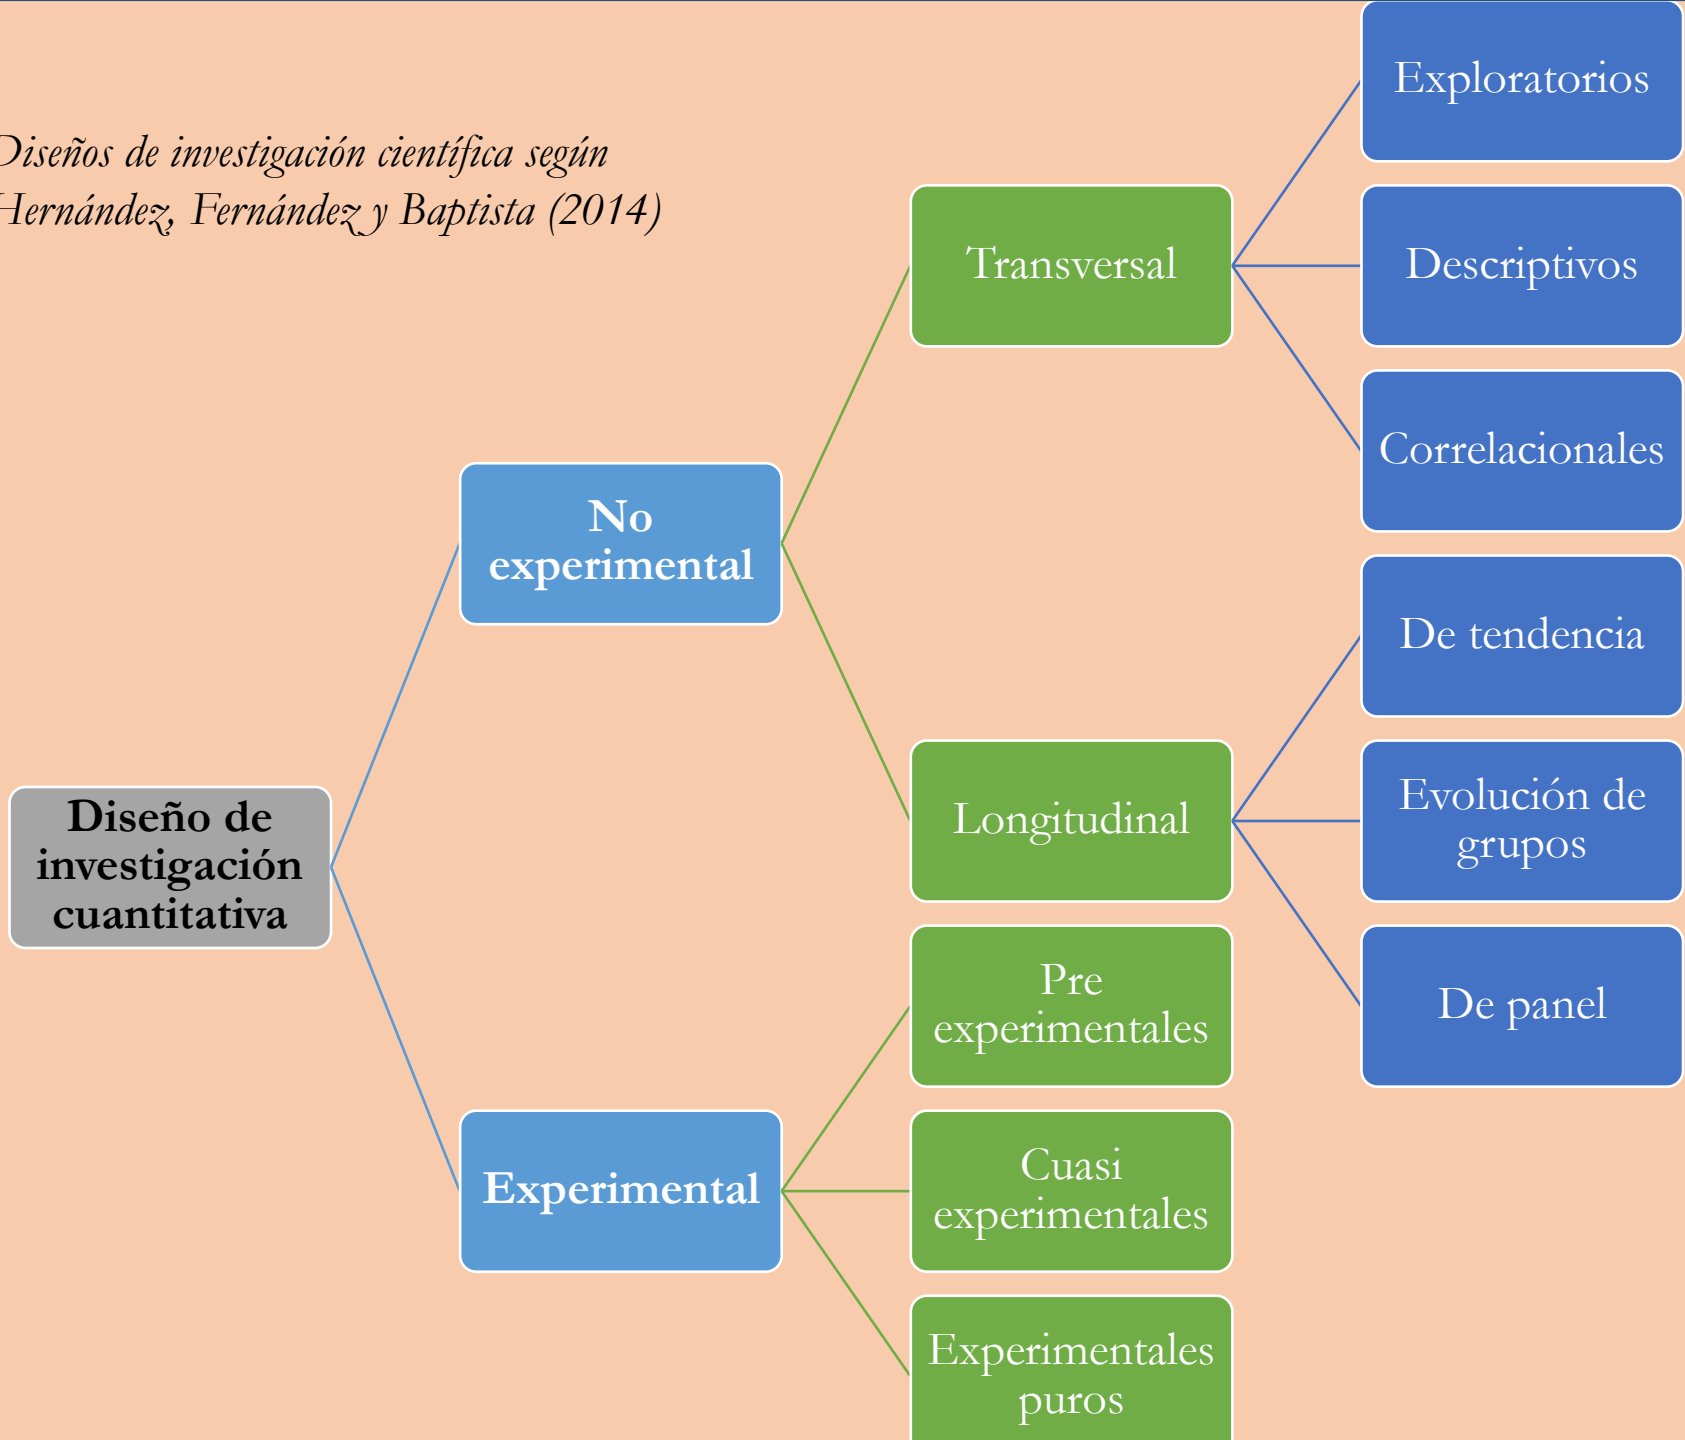 Diseños de investigación científica según
Hernández, Fernández y Baptista (2014)
Diseño de
investigación
cuantitativa
No
experimental
Experimental
Transversal
Longitudinal
Pre
experimentales
Cuasi
experimentales
Experimentales
puros
Exploratorios
Descriptivos
Correlacionales
De tendencia
Evolución de
grupos
De panel